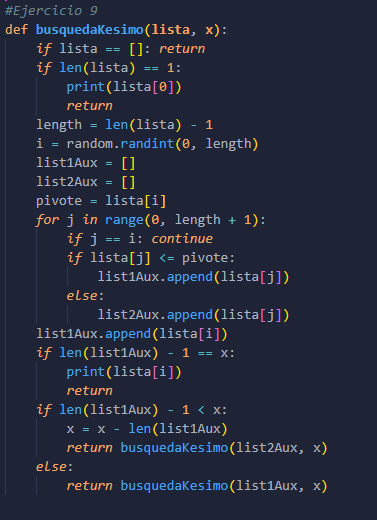 #Ejercicio 9
def busquedaKesimo(lista, x):
    if lista == []: return
    if len(lista) == 1:
        print(lista[0])
        return
    length = len(lista) - 1
    i = random.randint(0, length)
    list1Aux = []
    list2Aux = []
    pivote = lista[i]
    for j in range(0, length + 1):
        if j == i: continue
        if lista[j] <= pivote:
            list1Aux.append(lista[j])
        else:
            list2Aux.append(lista[j])
    list1Aux.append(lista[i])
    if len(list1Aux) - 1 == x:
        print(lista[i])
        return
    if len(list1Aux) - 1 < x:
        x = x - len(list1Aux)
        return busquedaKesimo(list2Aux, x)
    else:
        return busquedaKesimo(list1Aux, x)